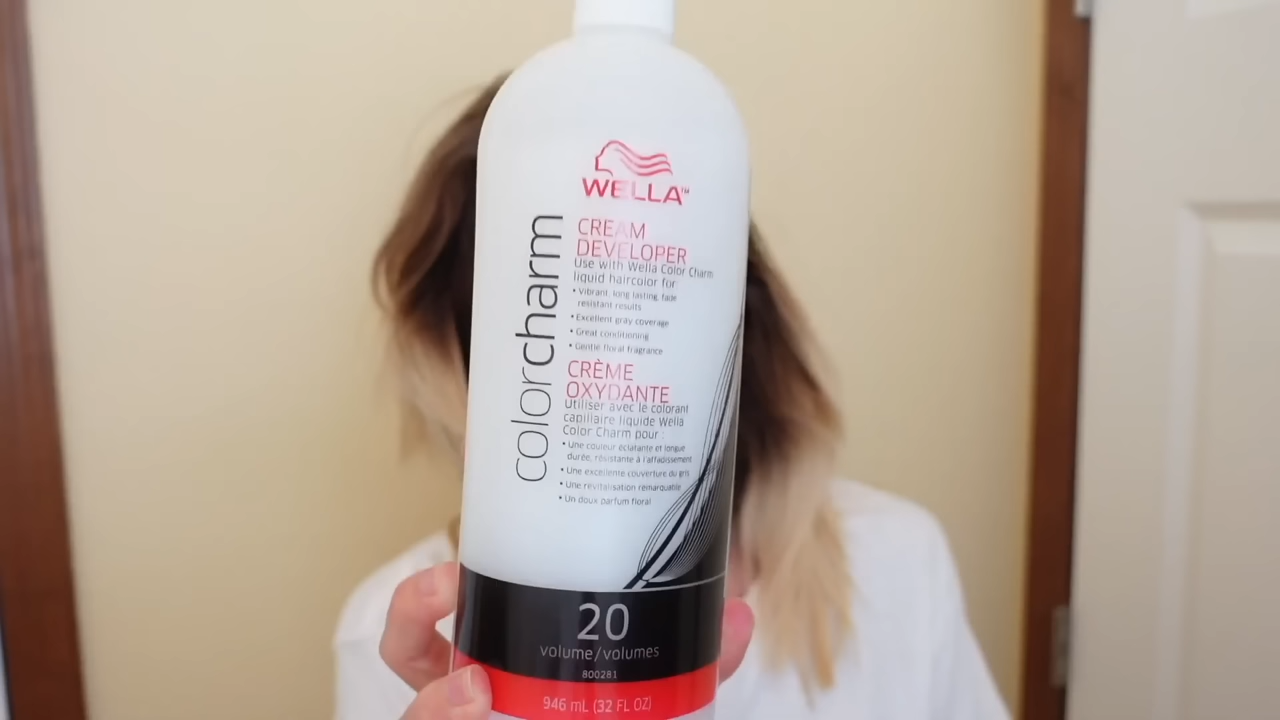 WELLA™
colorcharm
CREAM
DEVELOPER
Use with Wella Color Charm
liquid haircolor for:
• Vibrant, long lasting, fade
resistant results
• Excellent gray coverage
• Great conditioning
• Gentle floral fragrance
CRÈME
OXYDANTE
Utiliser avec le colorant
capillaire liquide Wella
Color Charm pour :
• Une couleur éclatante et longue
durée, résistante à l'affadissement
• Une excellente couverture du gris
• Une revitalisation remarquable
• Un doux parfum floral
20
volume/volumes
800281
946 mL (32 FL OZ)